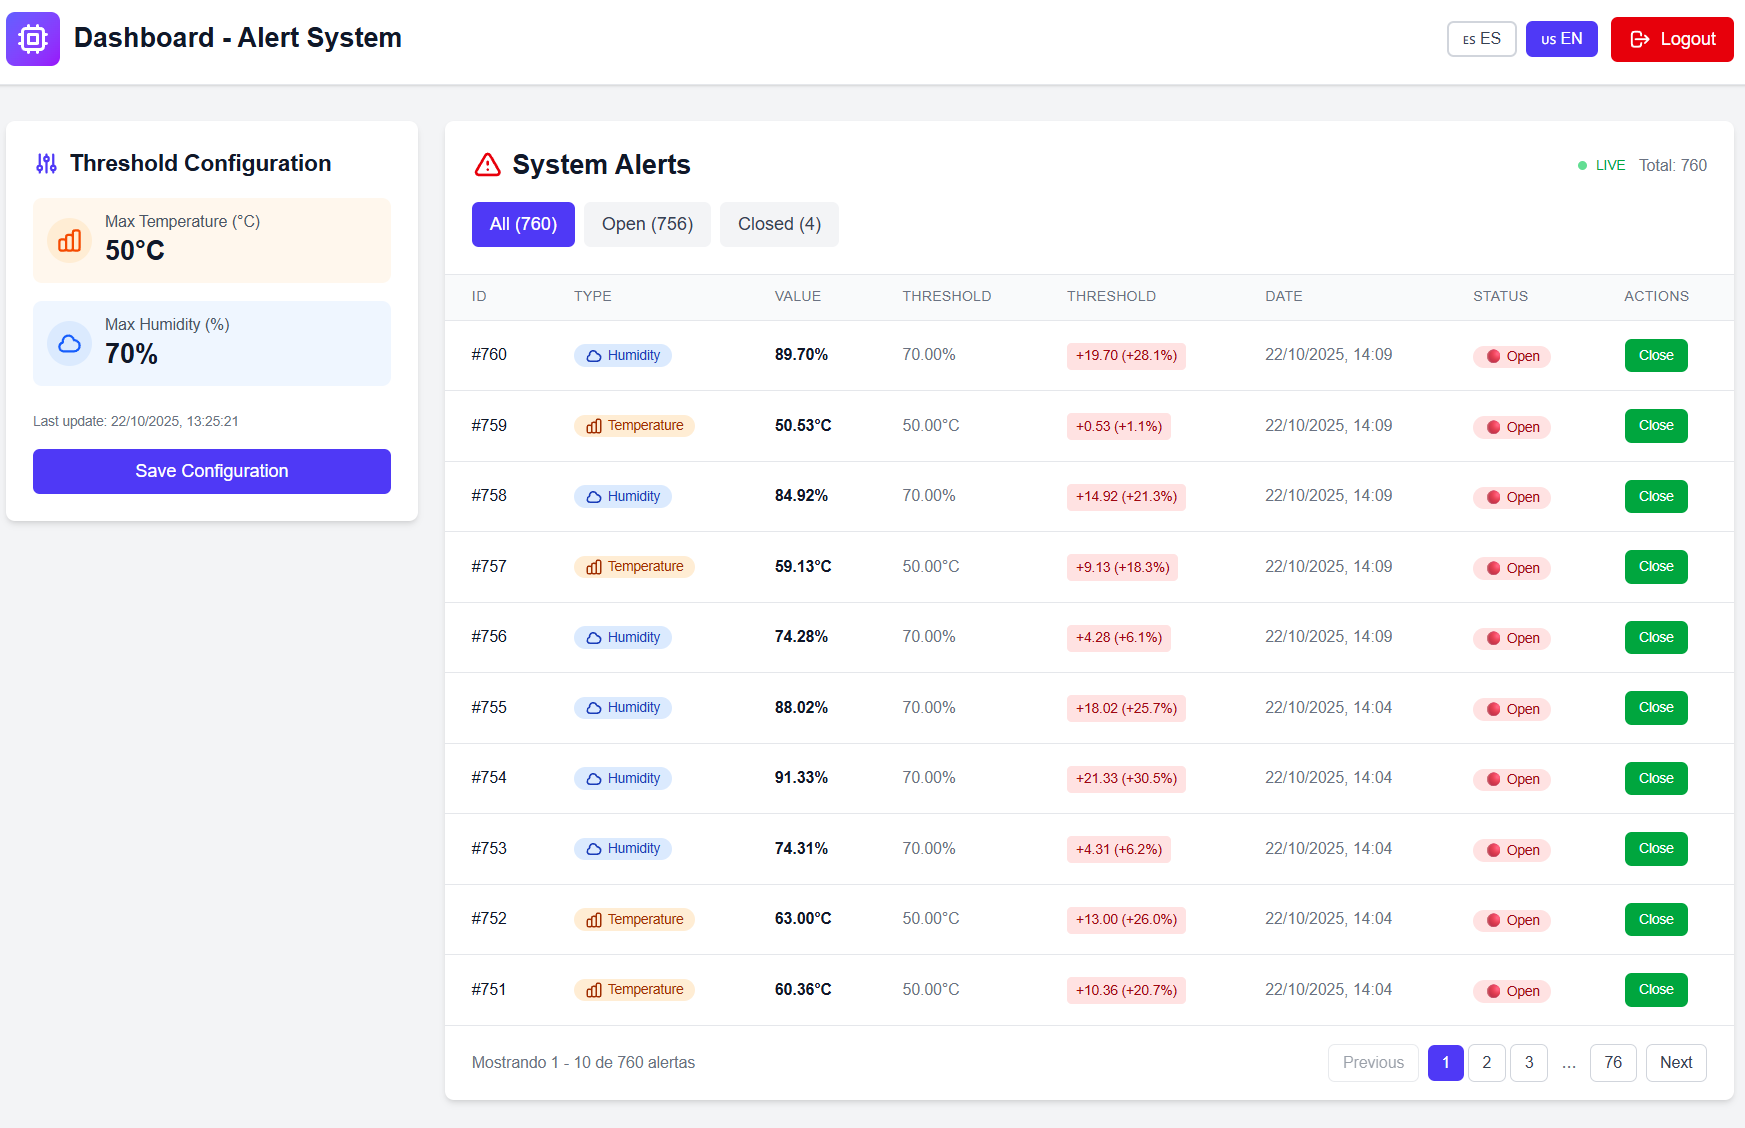 Dashboard - Alert System
ES ES
US EN
Logout
Threshold Configuration
Max Temperature (°C)
50°C
Max Humidity (%)
70%
Last update: 22/10/2025, 13:25:21
Save Configuration
System Alerts
LIVE Total: 760
All (760) Open (756) Closed (4)
ID TYPE VALUE THRESHOLD THRESHOLD DATE STATUS ACTIONS
#760 Humidity 89.70% 70.00% +19.70 (+28.1%) 22/10/2025, 14:09 Open Close
#759 Temperature 50.53°C 50.00°C +0.53 (+1.1%) 22/10/2025, 14:09 Open Close
#758 Humidity 84.92% 70.00% +14.92 (+21.3%) 22/10/2025, 14:09 Open Close
#757 Temperature 59.13°C 50.00°C +9.13 (+18.3%) 22/10/2025, 14:09 Open Close
#756 Humidity 74.28% 70.00% +4.28 (+6.1%) 22/10/2025, 14:09 Open Close
#755 Humidity 88.02% 70.00% +18.02 (+25.7%) 22/10/2025, 14:04 Open Close
#754 Humidity 91.33% 70.00% +21.33 (+30.5%) 22/10/2025, 14:04 Open Close
#753 Humidity 74.31% 70.00% +4.31 (+6.2%) 22/10/2025, 14:04 Open Close
#752 Temperature 63.00°C 50.00°C +13.00 (+26.0%) 22/10/2025, 14:04 Open Close
#751 Temperature 60.36°C 50.00°C +10.36 (+20.7%) 22/10/2025, 14:04 Open Close
Mostrando 1 - 10 de 760 alertas
Previous 1 2 3 ... 76 Next